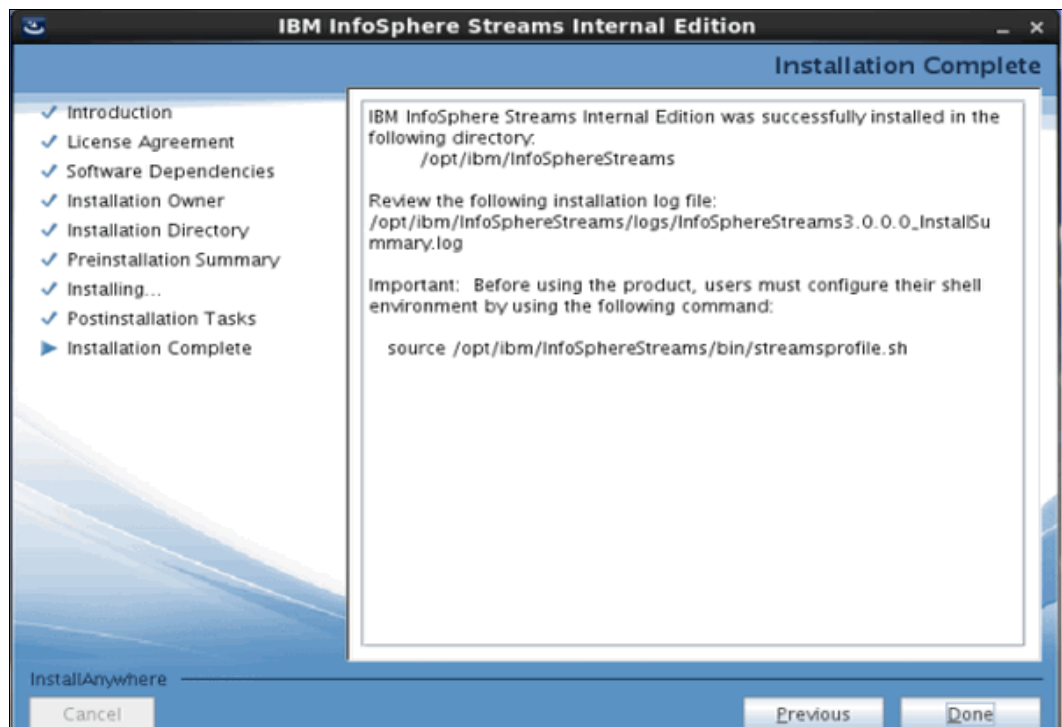 IBM InfoSphere Streams Internal Edition
Installation Complete
Introduction
License Agreement
Software Dependencies
Installation Owner
Installation Directory
Preinstallation Summary
Installing...
Postinstallation Tasks
Installation Complete
IBM InfoSphere Streams Internal Edition was successfully installed in the
following directory:
/opt/ibm/InfoSphereStreams
Review the following installation log file:
/opt/ibm/InfoSphereStreams/logs/InfoSphereStreams3.0.0.0_InstallSu
mmary.log
Important: Before using the product, users must configure their shell
environment by using the following command:
source /opt/ibm/InfoSphereStreams/bin/streamsprofile.sh
InstallAnywhere
Cancel
Previous
Done